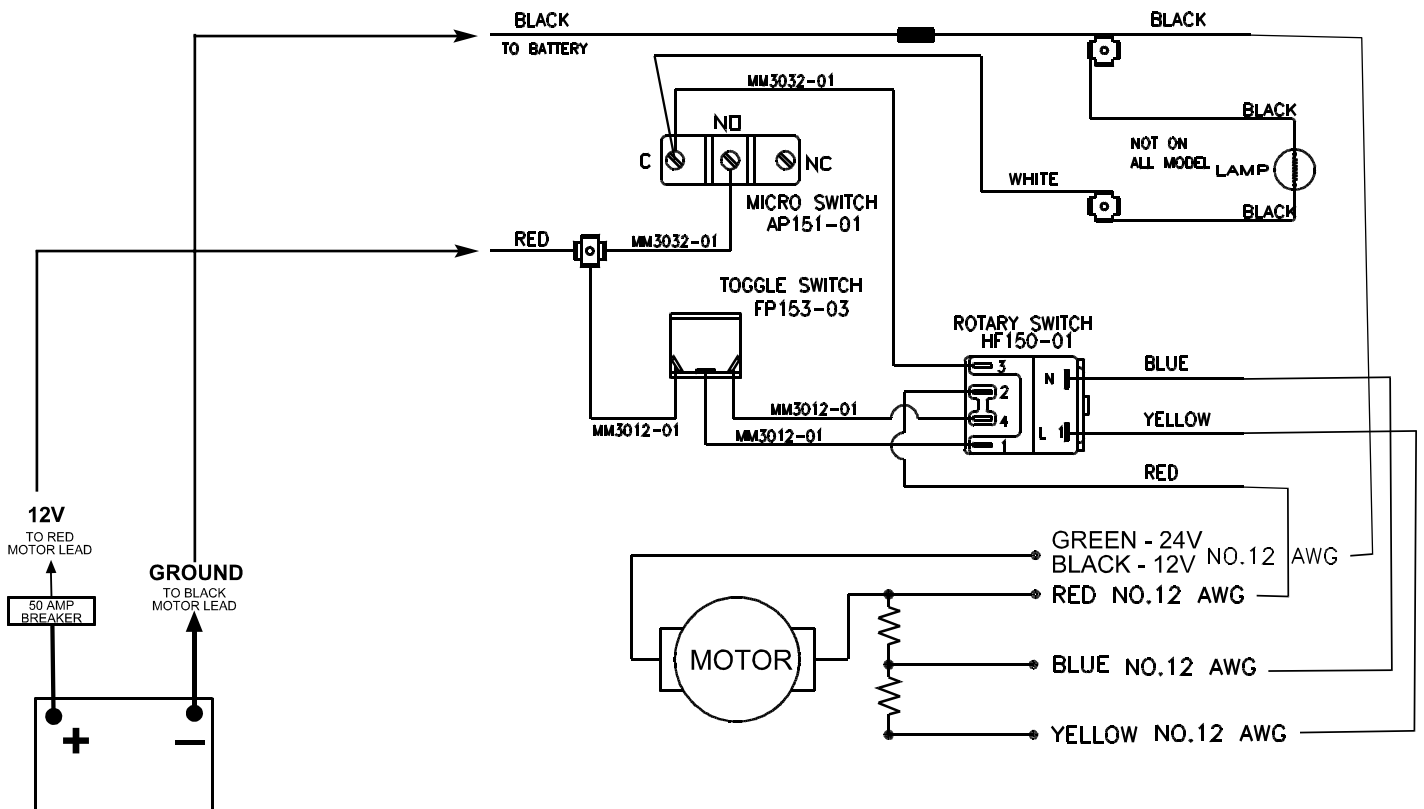 BLACK
TO BATTERY
BLACK
MM3032-01
NO
C
NC
BLACK
NOT ON
ALL MODEL
LAMP
WHITE
BLACK
MICRO SWITCH
AP151-01
RED
MM3032-01
TOGGLE SWITCH
FP153-03
ROTARY SWITCH
HF150-01
3
N
BLUE
2
MM3012-01
4
YELLOW
MM3012-01
MM3012-01
L 1
1
RED
12V
TO RED
MOTOR LEAD
GROUND
TO BLACK
MOTOR LEAD
50 AMP
BREAKER
GREEN - 24V
BLACK - 12V
NO.12 AWG
RED NO.12 AWG
MOTOR
BLUE NO.12 AWG
YELLOW NO.12 AWG
+
−